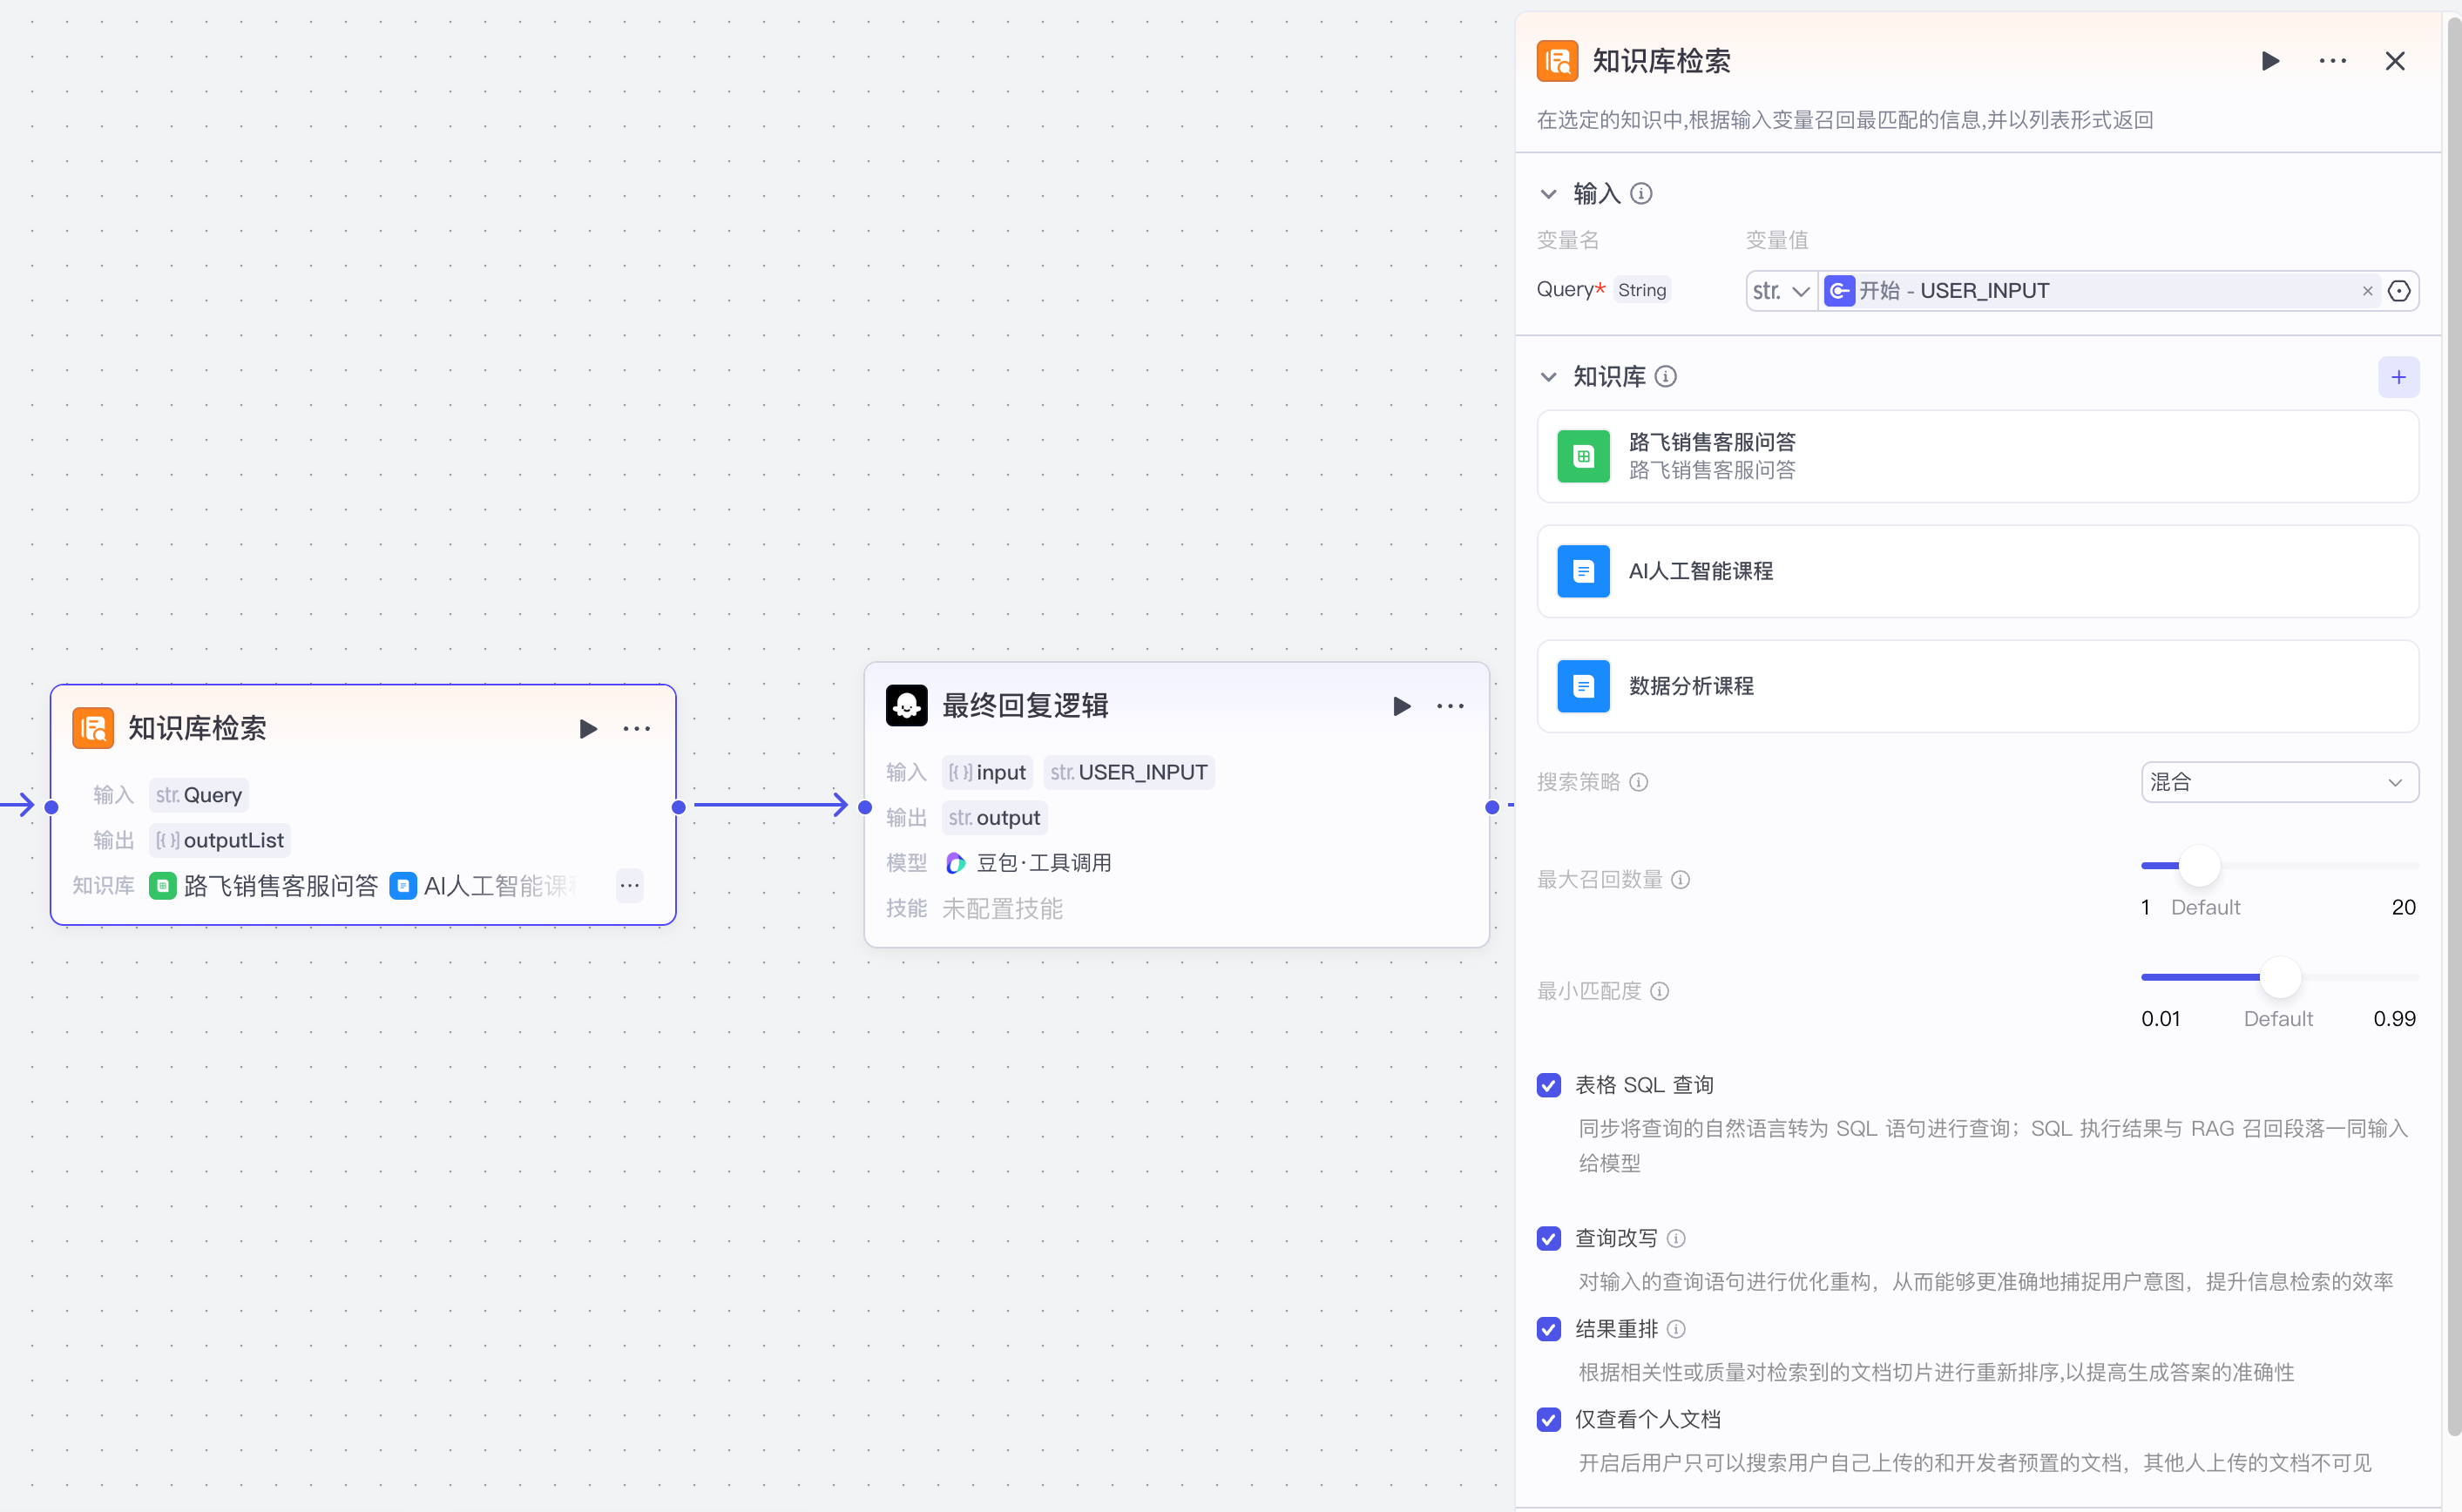 知识库检索
输入 str. Query
输出 [{}] outputList
知识库 路飞销售客服问答 AI人工智能课 ...
最终回复逻辑
输入 [{}] input str. USER_INPUT
输出 str. output
模型 豆包·工具调用
技能 未配置技能
知识库检索
在选定的知识中,根据输入变量召回最匹配的信息,并以列表形式返回
输入
变量名 变量值
Query* String str. 开始 - USER_INPUT
知识库
路飞销售客服问答
路飞销售客服问答
AI人工智能课程
数据分析课程
搜索策略 混合
最大召回数量
1 Default 20
最小匹配度
0.01 Default 0.99
表格 SQL 查询
同步将查询的自然语言转为 SQL 语句进行查询；SQL 执行结果与 RAG 召回段落一同输入
给模型
查询改写
对输入的查询语句进行优化重构，从而能够更准确地捕捉用户意图，提升信息检索的效率
结果重排
根据相关性或质量对检索到的文档切片进行重新排序,以提高生成答案的准确性
仅查看个人文档
开启后用户只可以搜索用户自己上传的和开发者预置的文档，其他人上传的文档不可见